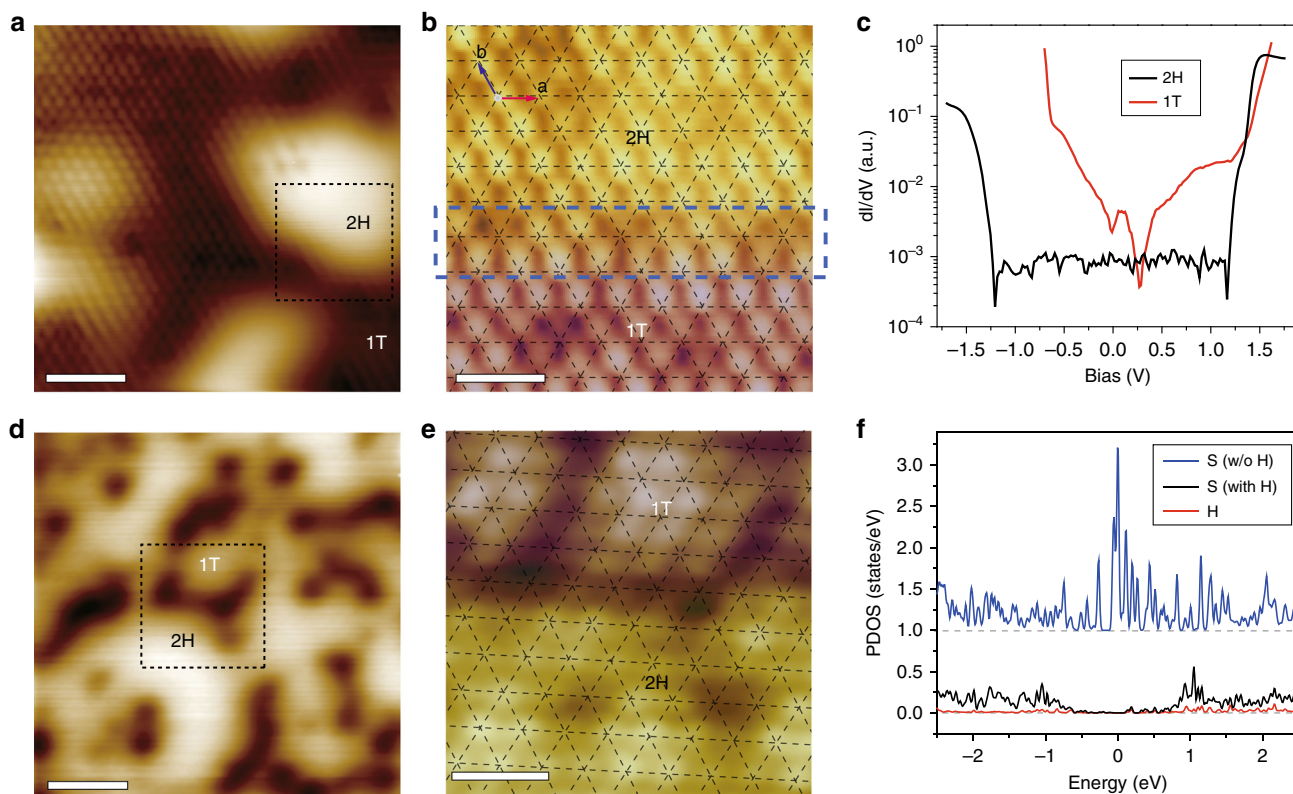 a
2H
1T
b
b
a
2H
1T
c
10⁰
10⁻¹
10⁻²
10⁻³
10⁻⁴
dI/dV (a.u.)
2H
1T
−1.5 −1.0 −0.5 0.0 0.5 1.0 1.5
Bias (V)
d
1T
2H
e
1T
2H
f
3.0
2.5
2.0
1.5
1.0
0.5
0.0
PDOS (states/eV)
S (w/o H)
S (with H)
H
−2 −1 0 1 2
Energy (eV)